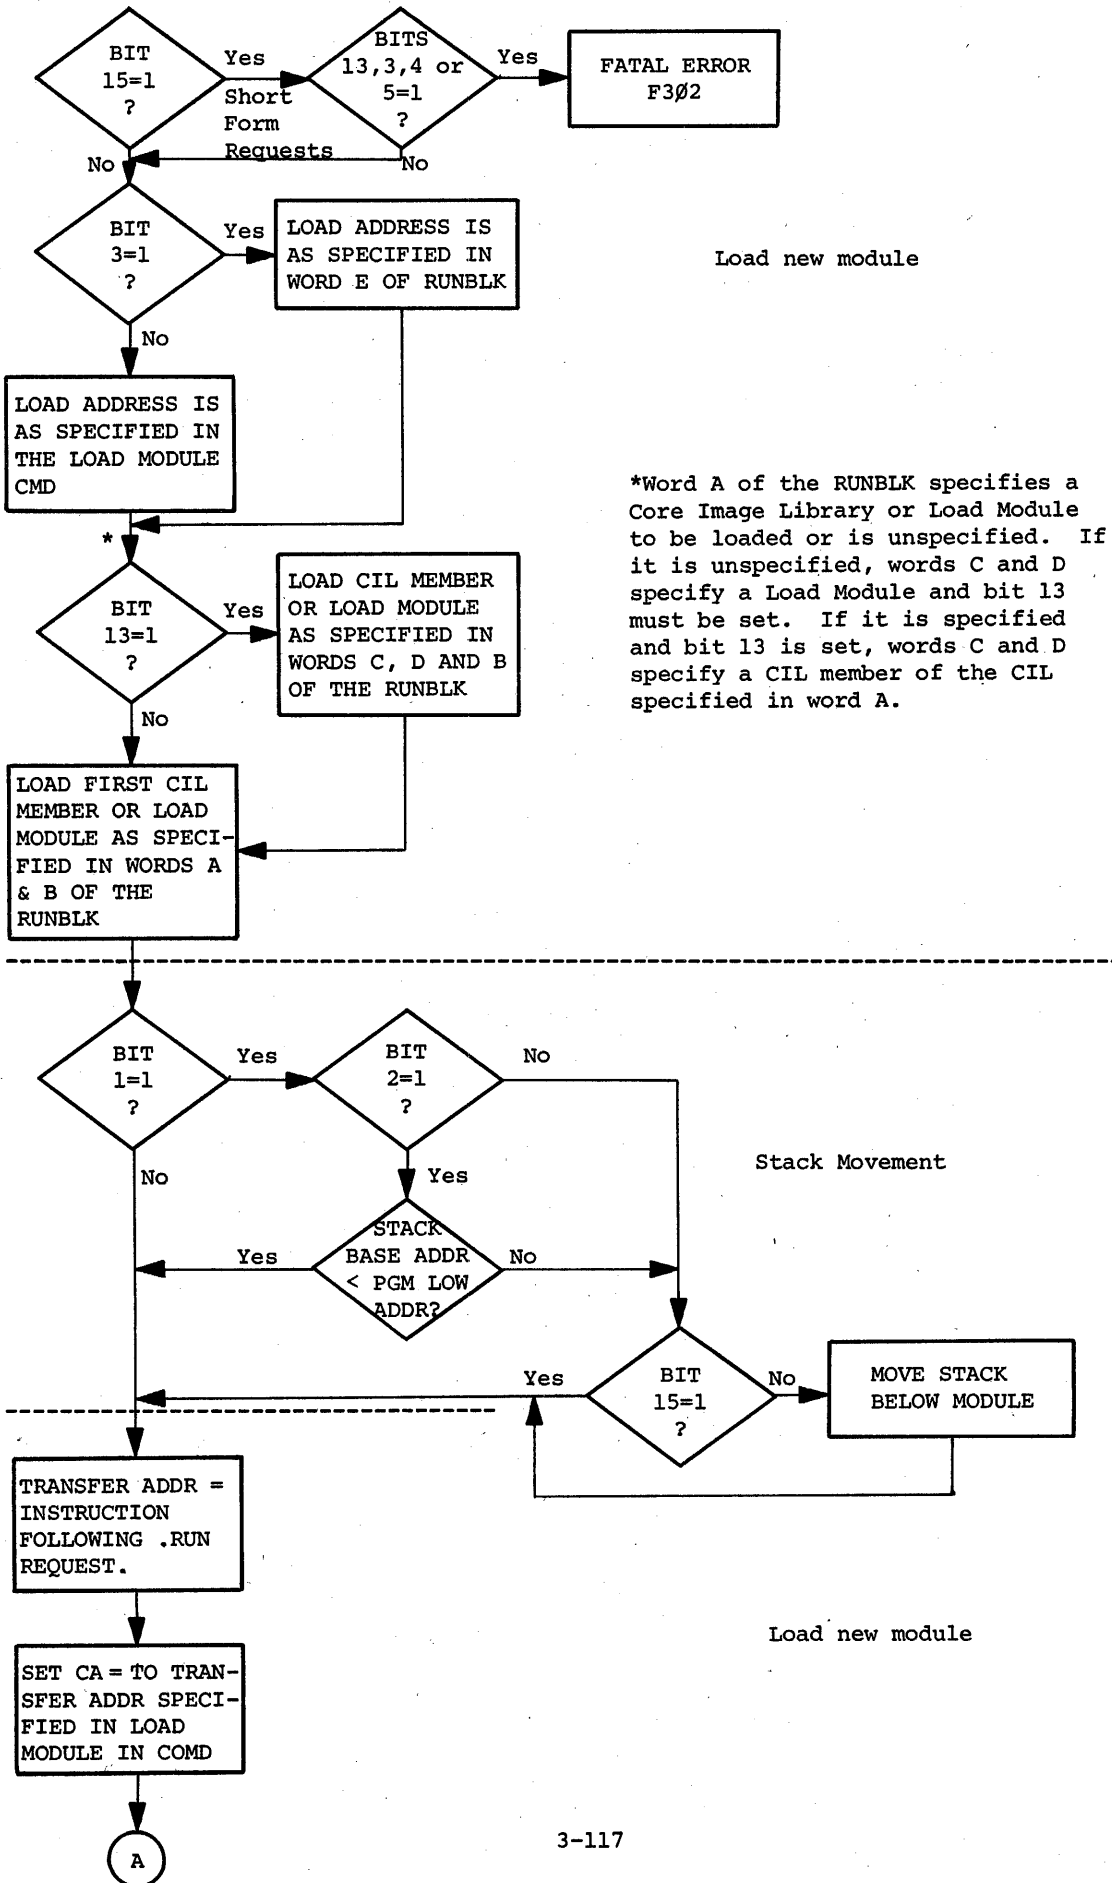 BIT
15=1
?
Yes
Short
Form
Requests
BITS
13,3,4 or
5=1
?
Yes
FATAL ERROR
F3Ø2
No
No
BIT
3=1
?
Yes
LOAD ADDRESS IS
AS SPECIFIED IN
WORD E OF RUNBLK
Load new module
No
LOAD ADDRESS IS
AS SPECIFIED IN
THE LOAD MODULE
CMD
*Word A of the RUNBLK specifies a
Core Image Library or Load Module
to be loaded or is unspecified. If
it is unspecified, words C and D
specify a Load Module and bit 13
must be set. If it is specified
and bit 13 is set, words C and D
specify a CIL member of the CIL
specified in word A.
*
BIT
13=1
?
Yes
LOAD CIL MEMBER
OR LOAD MODULE
AS SPECIFIED IN
WORDS C, D AND B
OF THE RUNBLK
No
LOAD FIRST CIL
MEMBER OR LOAD
MODULE AS SPECI-
FIED IN WORDS A
& B OF THE
RUNBLK
BIT
1=1
?
Yes
BIT
2=1
?
No
No
Yes
Stack Movement
STACK
BASE ADDR
< PGM LOW
ADDR?
Yes
No
BIT
15=1
?
Yes
No
MOVE STACK
BELOW MODULE
TRANSFER ADDR =
INSTRUCTION
FOLLOWING .RUN
REQUEST.
Load new module
SET CA = TO TRAN-
SFER ADDR SPECI-
FIED IN LOAD
MODULE IN COMD
A
3-117